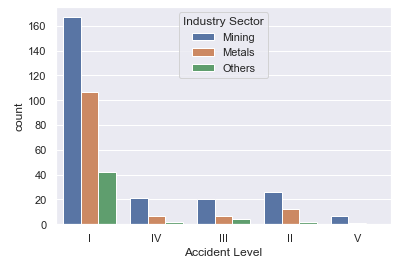 Industry Sector
Mining
Metals
Others
160
140
120
100
80
60
40
20
0
count
I IV III II V
Accident Level